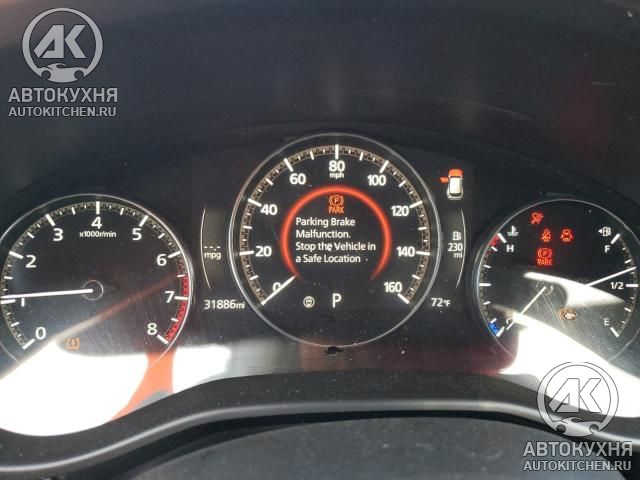 AK
АВТОКУХНЯ
AUTOKITCHEN.RU
80
mph
60
100
40
120
20
140
0
160
PARK
Parking Brake
Malfunction.
Stop the Vehicle in
a Safe Location
P
4
x1000r/min
3
5
2
6
1
7
0
8
mpg
31886mi
230
mi
72°F
H
F
PARK
1/2
E
AK
АВТОКУХНЯ
AUTOKITCHEN.RU